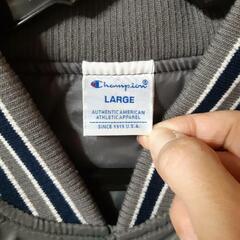 Champion
LARGE
AUTHENTIC AMERICAN
ATHLETIC APPAREL
SINCE 1919 U.S.A.